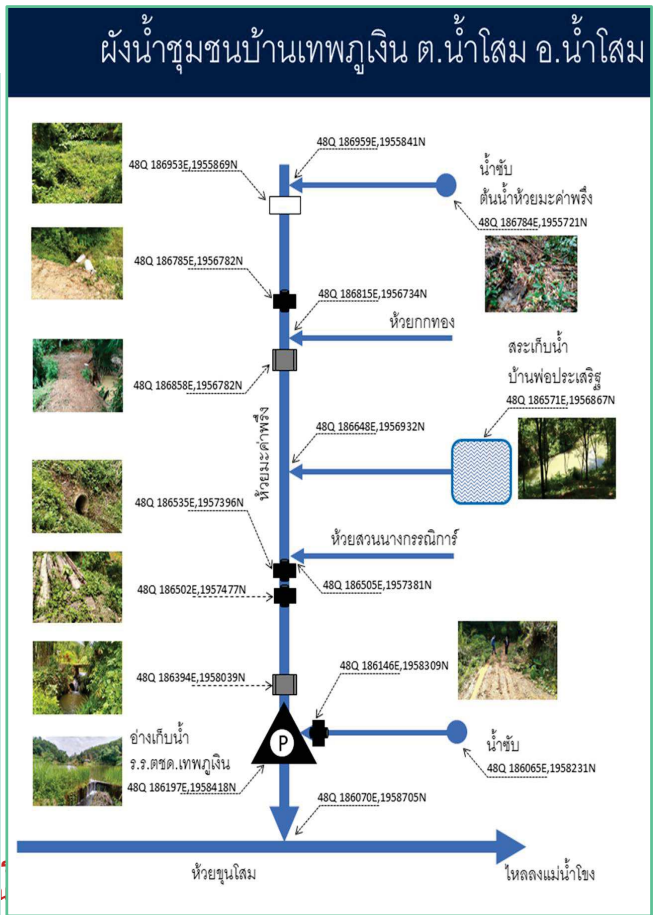 ผังน้ำชุมชนบ้านเทพภูเงิน ต.น้ำโสม อ.น้ำโสม
48Q 186959E,1955841N
48Q 186953E,1955869N
น้ำซับ
ต้นน้ำห้วยมะค่าพรึง
48Q 186784E,1955721N
48Q 186785E,1956782N
48Q 186815E,1956734N
ห้วยกกทอง
สระเก็บน้ำ
บ้านพ่อประเสริฐ
48Q 186571E,1956867N
48Q 186858E,1956782N
48Q 186648E,1956932N
ห้วยมะค่าพรึง
48Q 186535E,1957396N
ห้วยสวนนางกรรณิการ์
48Q 186505E,1957381N
48Q 186502E,1957477N
48Q 186146E,1958309N
48Q 186394E,1958039N
อ่างเก็บน้ำ
ร.ร.ตชด.เทพภูเงิน
48Q 186197E,1958418N
P
น้ำซับ
48Q 186065E,1958231N
48Q 186070E,1958705N
ห้วยขุนโสม
ไหลลงแม่น้ำโขง